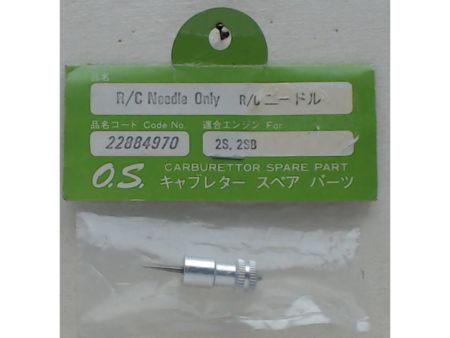 品名
R/C Needle Only R/Cニードル
品名コード Code No. 適合エンジン For
22884970 2S, 2SB
O.S. CARBURETTOR SPARE PART
キャブレター スペア パーツ